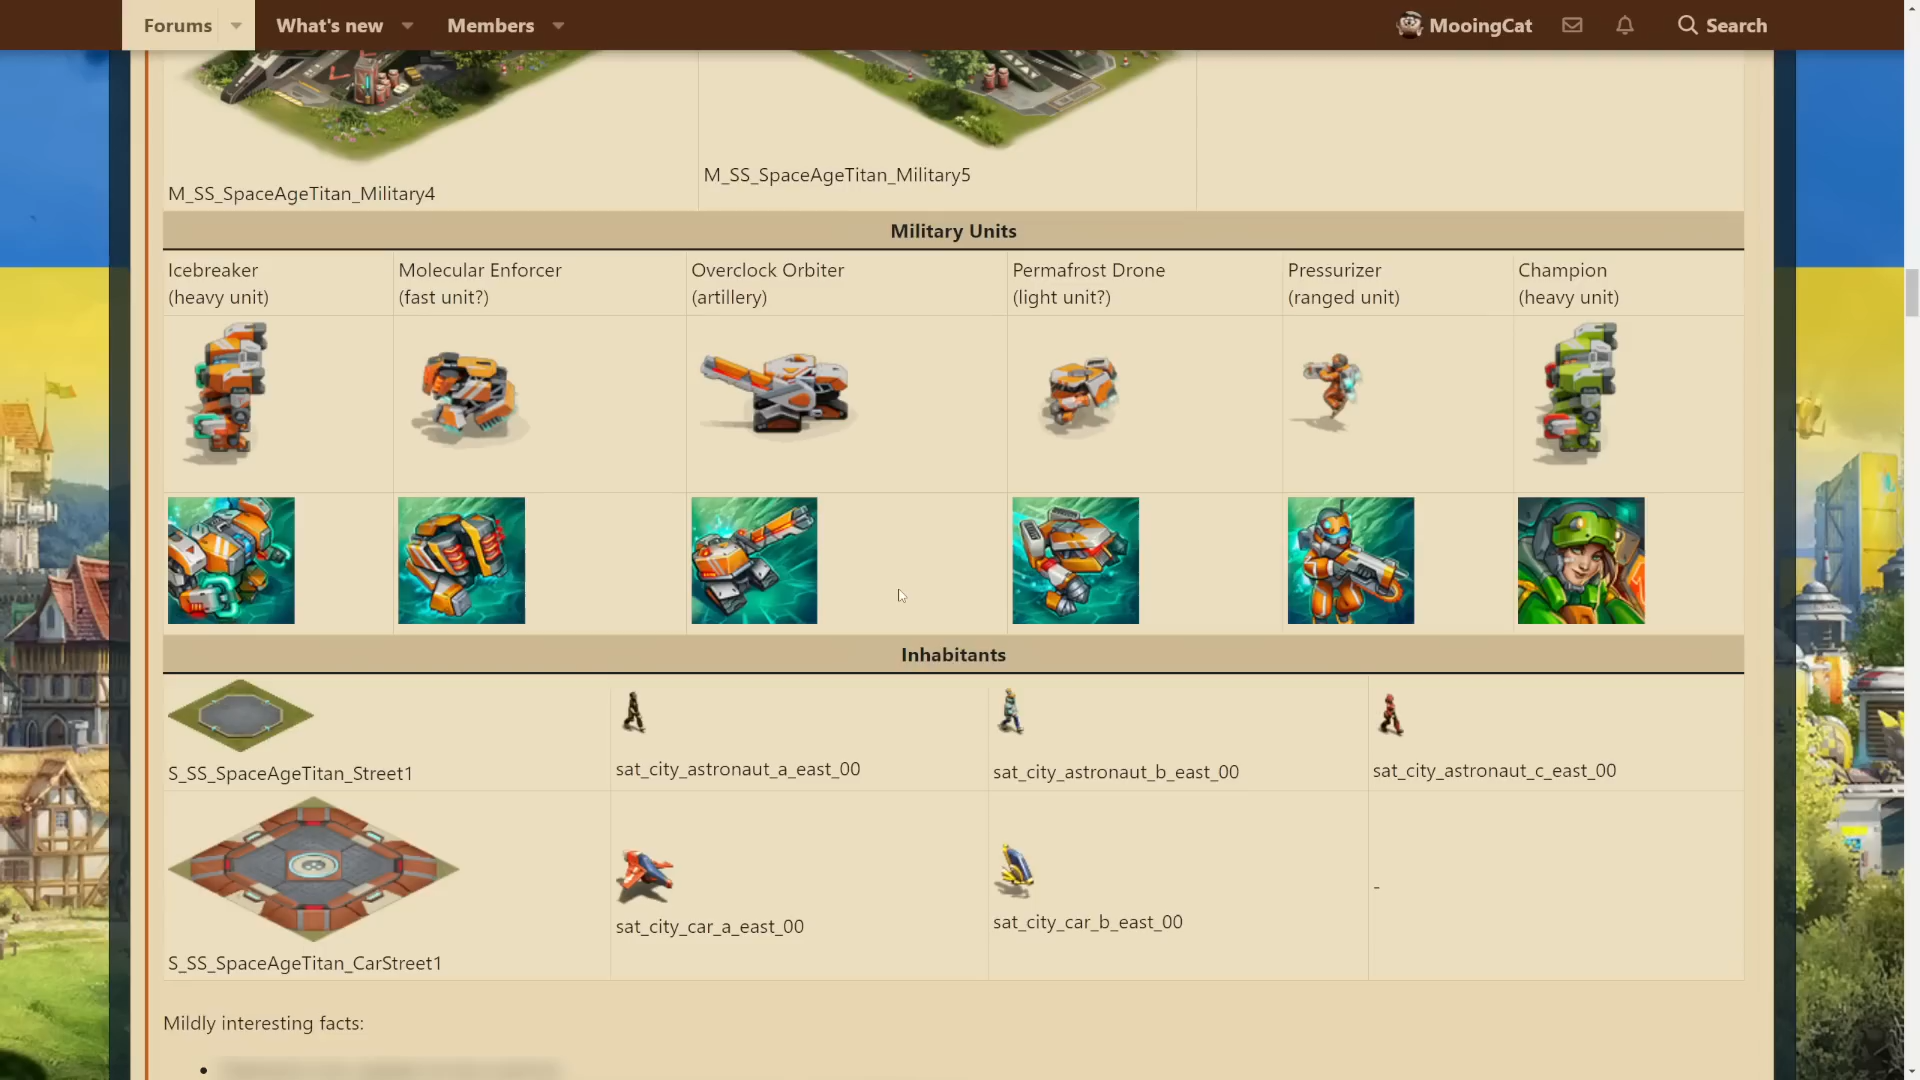 Forums
What's new
Members
MooingCat
Search
M_SS_SpaceAgeTitan_Military4
M_SS_SpaceAgeTitan_Military5
Military Units
Icebreaker
(heavy unit)
Molecular Enforcer
(fast unit?)
Overclock Orbiter
(artillery)
Permafrost Drone
(light unit?)
Pressurizer
(ranged unit)
Champion
(heavy unit)
Inhabitants
S_SS_SpaceAgeTitan_Street1
sat_city_astronaut_a_east_00
sat_city_astronaut_b_east_00
sat_city_astronaut_c_east_00
S_SS_SpaceAgeTitan_CarStreet1
sat_city_car_a_east_00
sat_city_car_b_east_00
-
Mildly interesting facts: